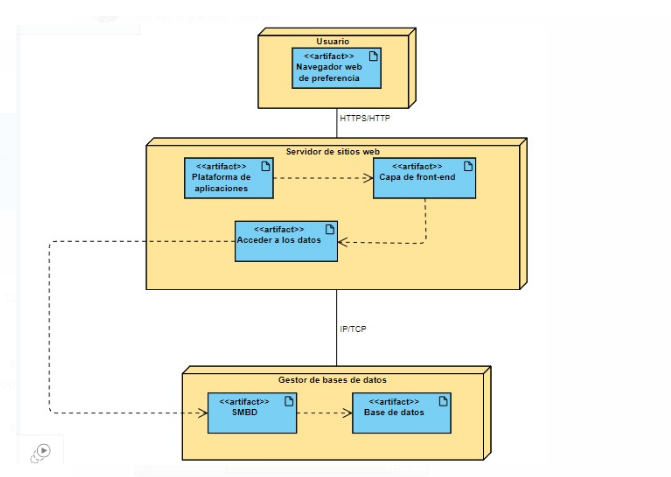 Usuario
<<artifact>>
Navegador web
de preferencia
HTTPS/HTTP
Servidor de sitios web
<<artifact>>
Plataforma de
aplicaciones
<<artifact>>
Capa de front-end
<<artifact>>
Acceder a los datos
IP/TCP
Gestor de bases de datos
<<artifact>>
SMBD
<<artifact>>
Base de datos